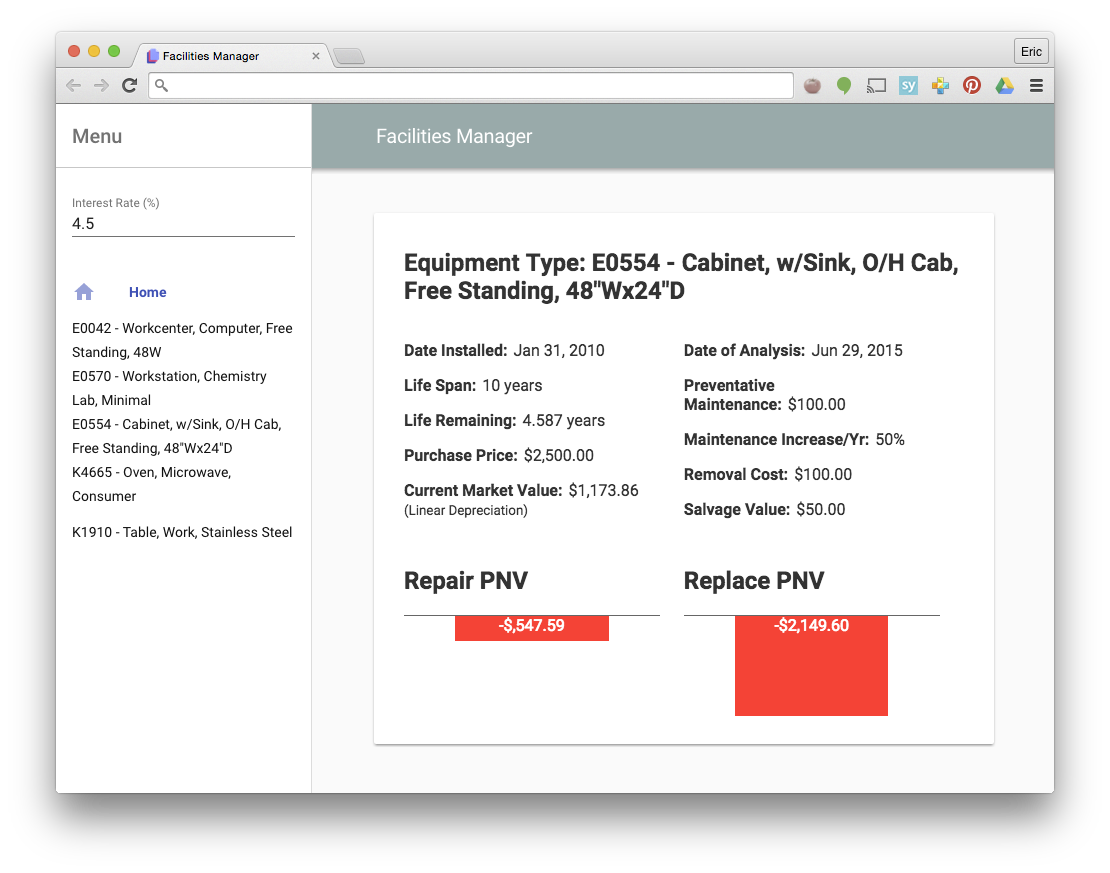 Facilities Manager
Eric
sy
Menu
Facilities Manager
Interest Rate (%)
4.5
Home
E0042 - Workcenter, Computer, Free
Standing, 48W
E0570 - Workstation, Chemistry
Lab, Minimal
E0554 - Cabinet, w/Sink, O/H Cab,
Free Standing, 48"Wx24"D
K4665 - Oven, Microwave,
Consumer
K1910 - Table, Work, Stainless Steel
Equipment Type: E0554 - Cabinet, w/Sink, O/H Cab,
Free Standing, 48"Wx24"D
Date Installed: Jan 31, 2010
Life Span: 10 years
Life Remaining: 4.587 years
Purchase Price: $2,500.00
Current Market Value: $1,173.86
(Linear Depreciation)
Date of Analysis: Jun 29, 2015
Preventative
Maintenance: $100.00
Maintenance Increase/Yr: 50%
Removal Cost: $100.00
Salvage Value: $50.00
Repair PNV
-$,547.59
Replace PNV
-$2,149.60